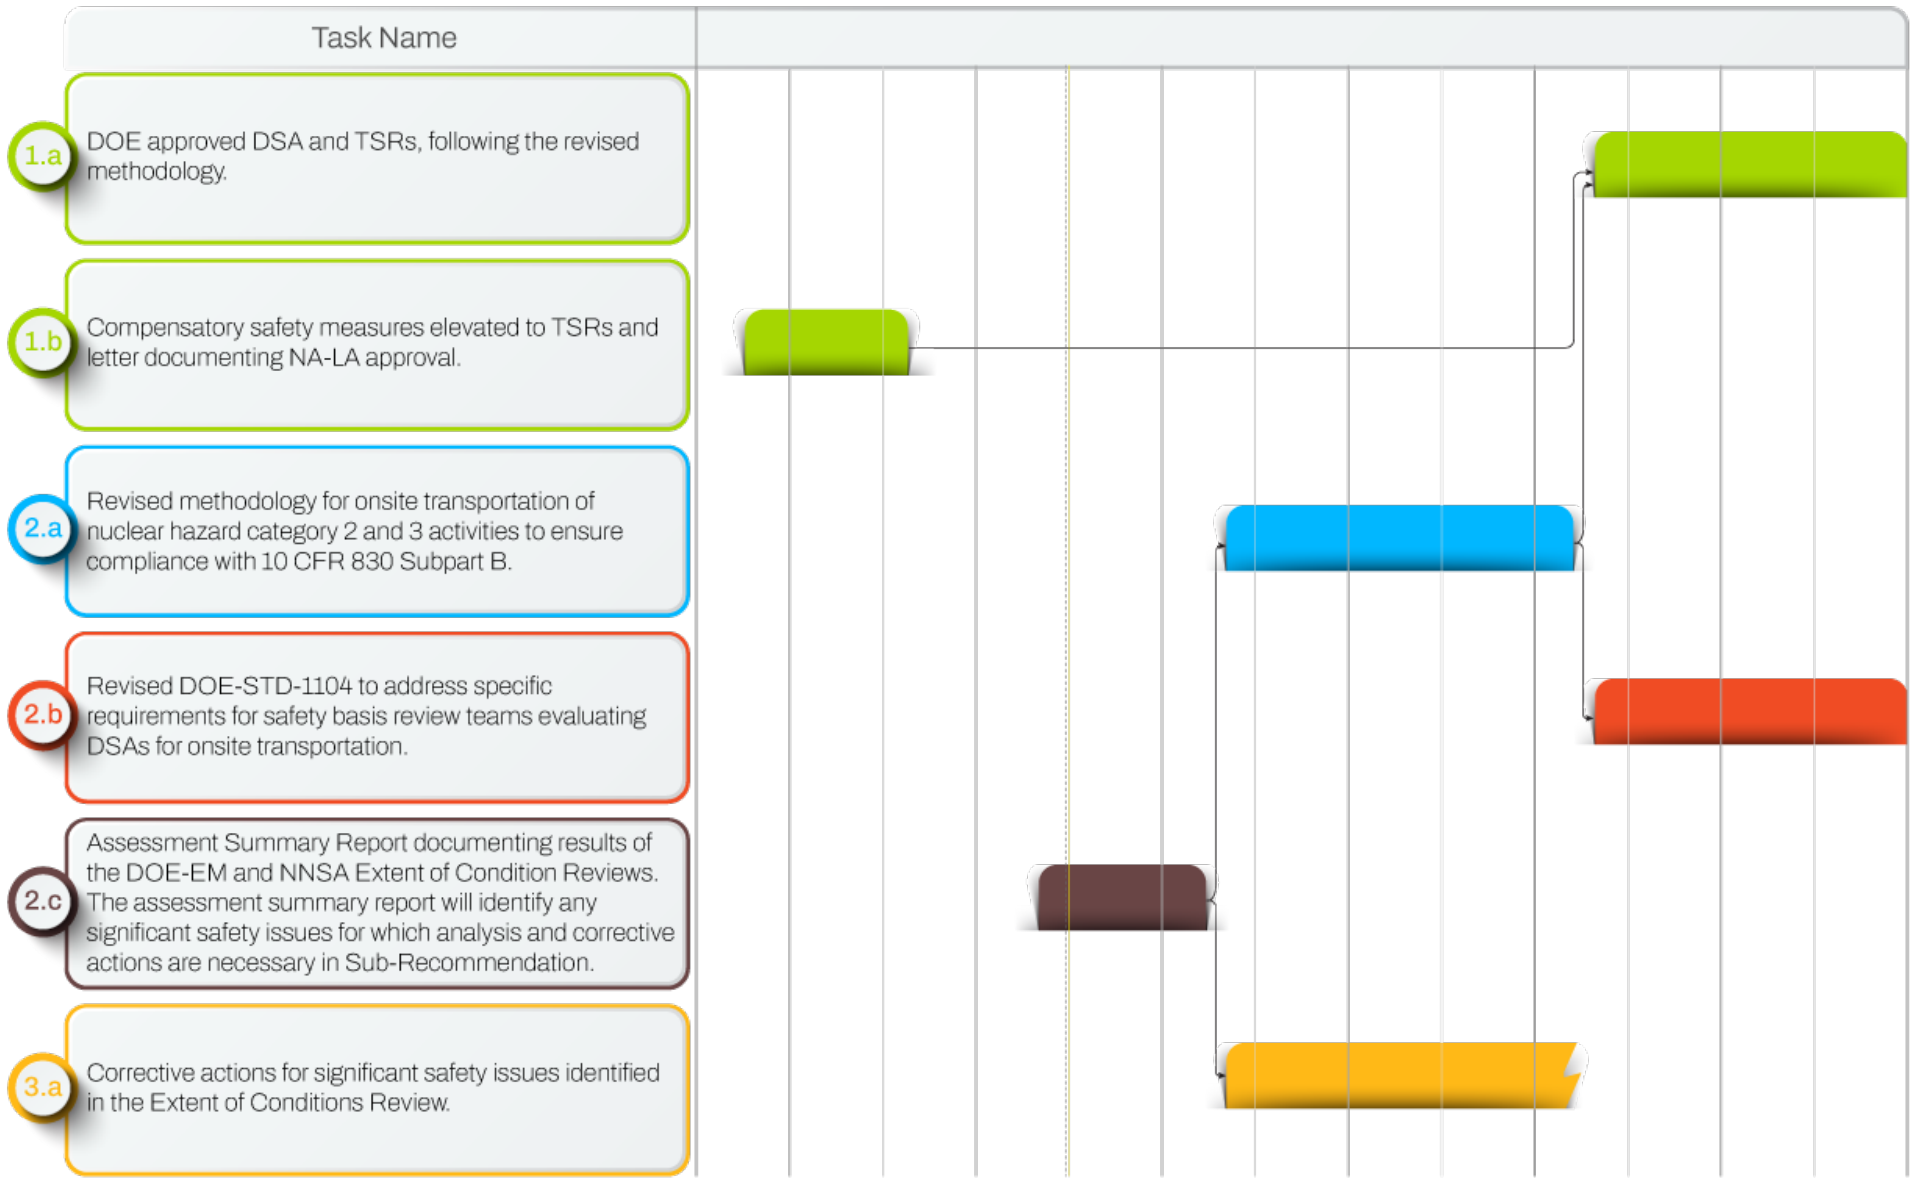 Task Name
1.a
DOE approved DSA and TSRs, following the revised
methodology.
1.b
Compensatory safety measures elevated to TSRs and
letter documenting NA-LA approval.
2.a
Revised methodology for onsite transportation of
nuclear hazard category 2 and 3 activities to ensure
compliance with 10 CFR 830 Subpart B.
2.b
Revised DOE-STD-1104 to address specific
requirements for safety basis review teams evaluating
DSAs for onsite transportation.
2.c
Assessment Summary Report documenting results of
the DOE-EM and NNSA Extent of Condition Reviews.
The assessment summary report will identify any
significant safety issues for which analysis and corrective
actions are necessary in Sub-Recommendation.
3.a
Corrective actions for significant safety issues identified
in the Extent of Conditions Review.